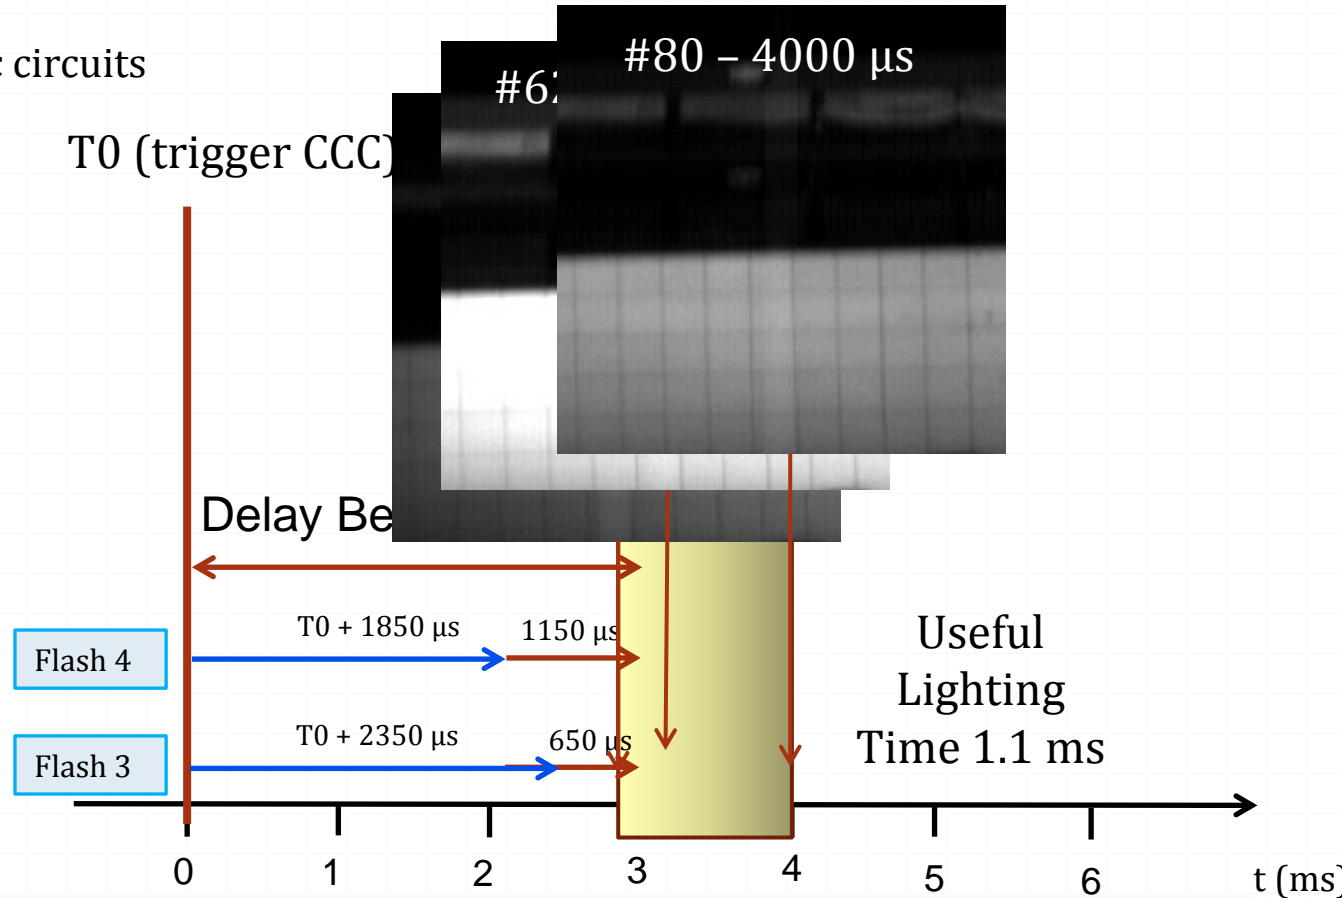 circuits
#80 – 4000 μs
#62
T0 (trigger CCC)
Delay Be
T0 + 1850 μs
1150 μs
Flash 4
T0 + 2350 μs
650 μs
Flash 3
Useful
Lighting
Time 1.1 ms
0 1 2 3 4 5 6 t (ms)